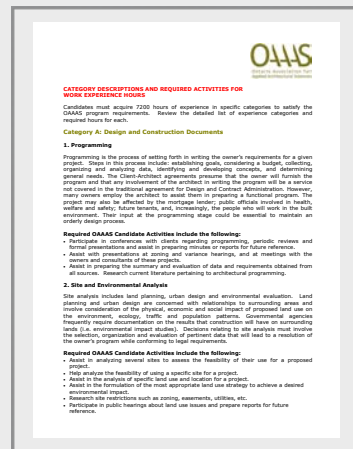 OAAAS
Ontario Association for
Applied Architectural Sciences
CATEGORY DESCRIPTIONS AND REQUIRED ACTIVITIES FOR
WORK EXPERIENCE HOURS
Candidates must acquire 7200 hours of experience in specific categories to satisfy the
OAAAS program requirements. Review the detailed list of experience categories and
required hours for each.
Category A: Design and Construction Documents
1. Programming
Programming is the process of setting forth in writing the owner's requirements for a given
project. Steps in this process include: establishing goals, considering a budget, collecting,
organizing and analyzing data, identifying and developing concepts, and determining
general needs. The Client-Architect agreements presume that the owner will furnish the
program and that any involvement of the architect in writing the program will be a service
not covered in the traditional agreement for Design and Contract Administration. However,
many owners employ the architect to assist them in preparing a functional program. The
project may also be affected by the mortgage lender; public officials involved in health,
welfare and safety; future tenants, and, increasingly, the people who will work in the built
environment. Their input at the programming stage could be essential to maintain an
orderly design process.
Required OAAAS Candidate Activities include the following:
• Participate in conferences with clients regarding programming, periodic reviews and
formal presentations and assist in preparing minutes or reports for future reference.
• Assist with presentations at zoning and variance hearings, and at meetings with the
owners and consultants of these projects.
• Assist in preparing the summary and evaluation of data and requirements obtained from
all sources. Research current literature pertaining to architectural programming.
2. Site and Environmental Analysis
Site analysis includes land planning, urban design and environmental evaluation. Land
planning and urban design are concerned with relationships to surrounding areas and
involve consideration of the physical, economic and social impact of proposed land use on
the environment, ecology, traffic and population patterns. Governmental agencies
frequently require documentation on the results that construction will have on surrounding
lands (i.e. environmental impact studies). Decisions relating to site analysis must involve
the selection, organization and evaluation of pertinent data that will lead to a resolution of
the owner's program while conforming to legal requirements.
Required OAAAS Candidate Activities include the following:
• Assist in analyzing several sites to assess the feasibility of their use for a proposed
project.
• Help analyze the feasibility of using a specific site for a project.
• Assist in the analysis of specific land use and location for a project.
• Assist in the formulation of the most appropriate land use strategy to achieve a desired
environmental impact.
• Research site restrictions such as zoning, easements, utilities, etc.
• Participate in public hearings about land use issues and prepare reports for future
reference.